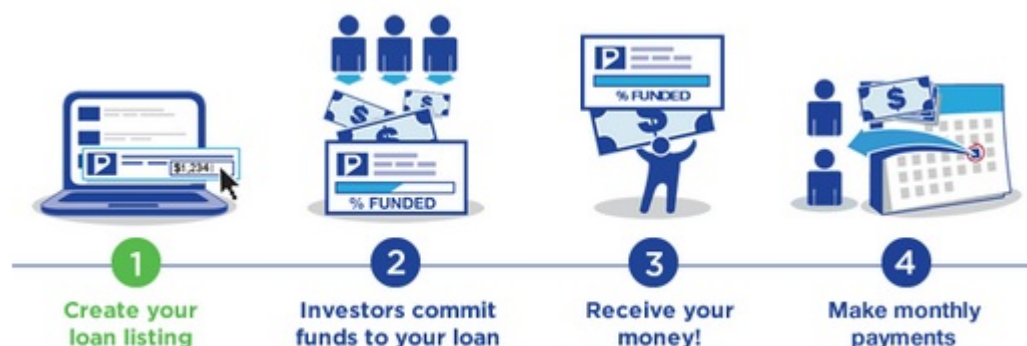 $1,234
P
$
% FUNDED
P
% FUNDED
$
P
$
1
Create your
loan listing
2
Investors commit
funds to your loan
3
Receive your
money!
4
Make monthly
payments